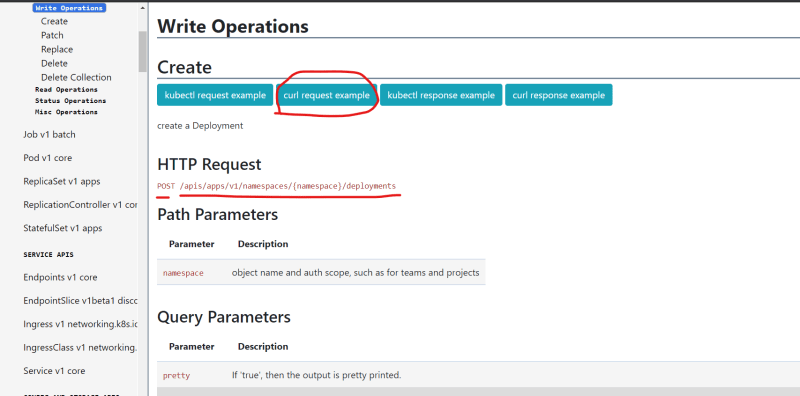 Write Operations
Create
Patch
Replace
Delete
Delete Collection
Read Operations
Status Operations
Misc Operations
Job v1 batch
Pod v1 core
ReplicaSet v1 apps
ReplicationController v1 cor
StatefulSet v1 apps
SERVICE APIS
Endpoints v1 core
EndpointSlice v1beta1 disco
Ingress v1 networking.k8s.io
IngressClass v1 networking.
Service v1 core
Write Operations
Create
kubectl request example
curl request example
kubectl response example
curl response example
create a Deployment
HTTP Request
POST /apis/apps/v1/namespaces/{namespace}/deployments
Path Parameters
Parameter Description
namespace object name and auth scope, such as for teams and projects
Query Parameters
Parameter Description
pretty If 'true', then the output is pretty printed.